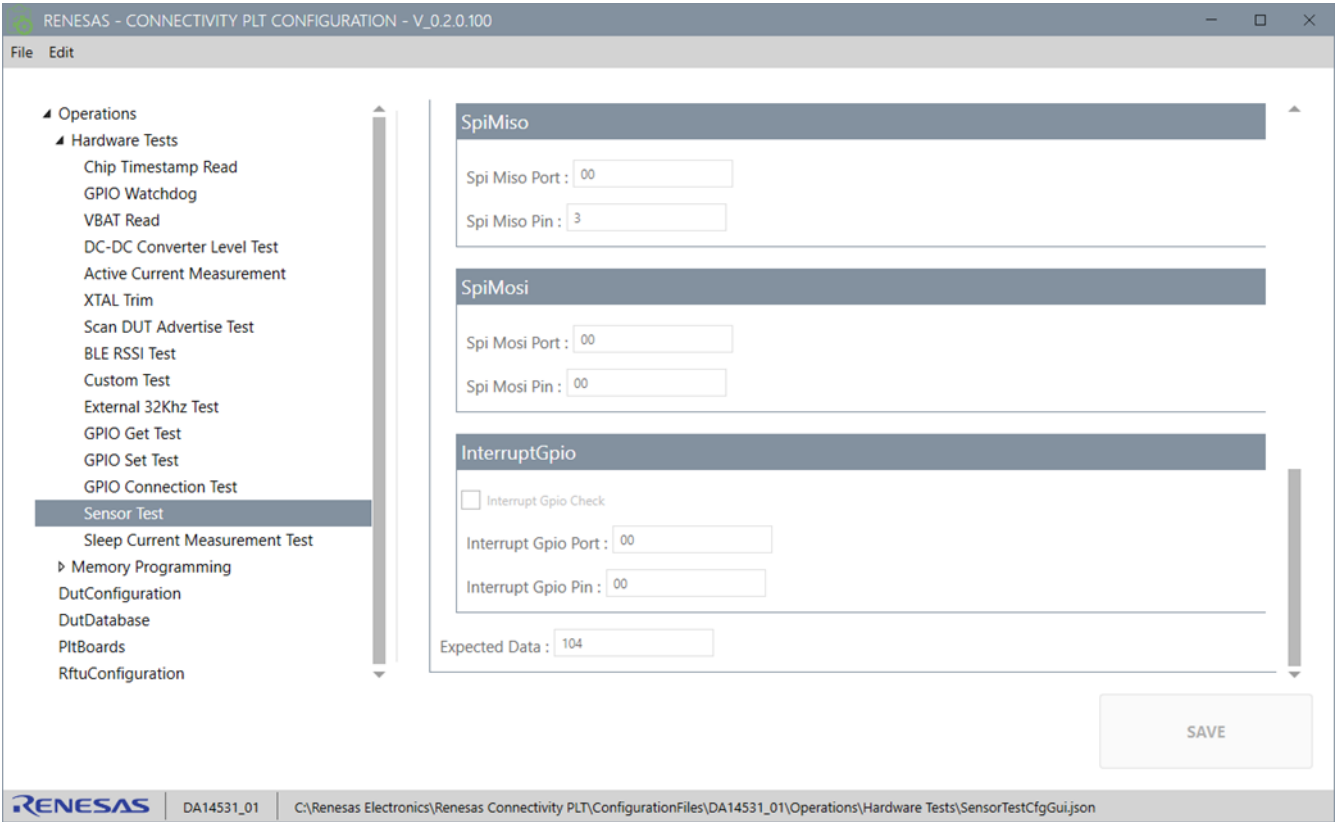 RENESAS - CONNECTIVITY PLT CONFIGURATION - V_0.2.0.100
File Edit
Operations
Hardware Tests
Chip Timestamp Read
GPIO Watchdog
VBAT Read
DC-DC Converter Level Test
Active Current Measurement
XTAL Trim
Scan DUT Advertise Test
BLE RSSI Test
Custom Test
External 32Khz Test
GPIO Get Test
GPIO Set Test
GPIO Connection Test
Sensor Test
Sleep Current Measurement Test
Memory Programming
DutConfiguration
DutDatabase
PltBoards
RftuConfiguration
SpiMiso
Spi Miso Port : 00
Spi Miso Pin : 3
SpiMosi
Spi Mosi Port : 00
Spi Mosi Pin : 00
InterruptGpio
Interrupt Gpio Check
Interrupt Gpio Port : 00
Interrupt Gpio Pin : 00
Expected Data : 104
SAVE
RENESAS DA14531_01 C:\Renesas Electronics\Renesas Connectivity PLT\ConfigurationFiles\DA14531_01\Operations\Hardware Tests\SensorTestCfgGui.json